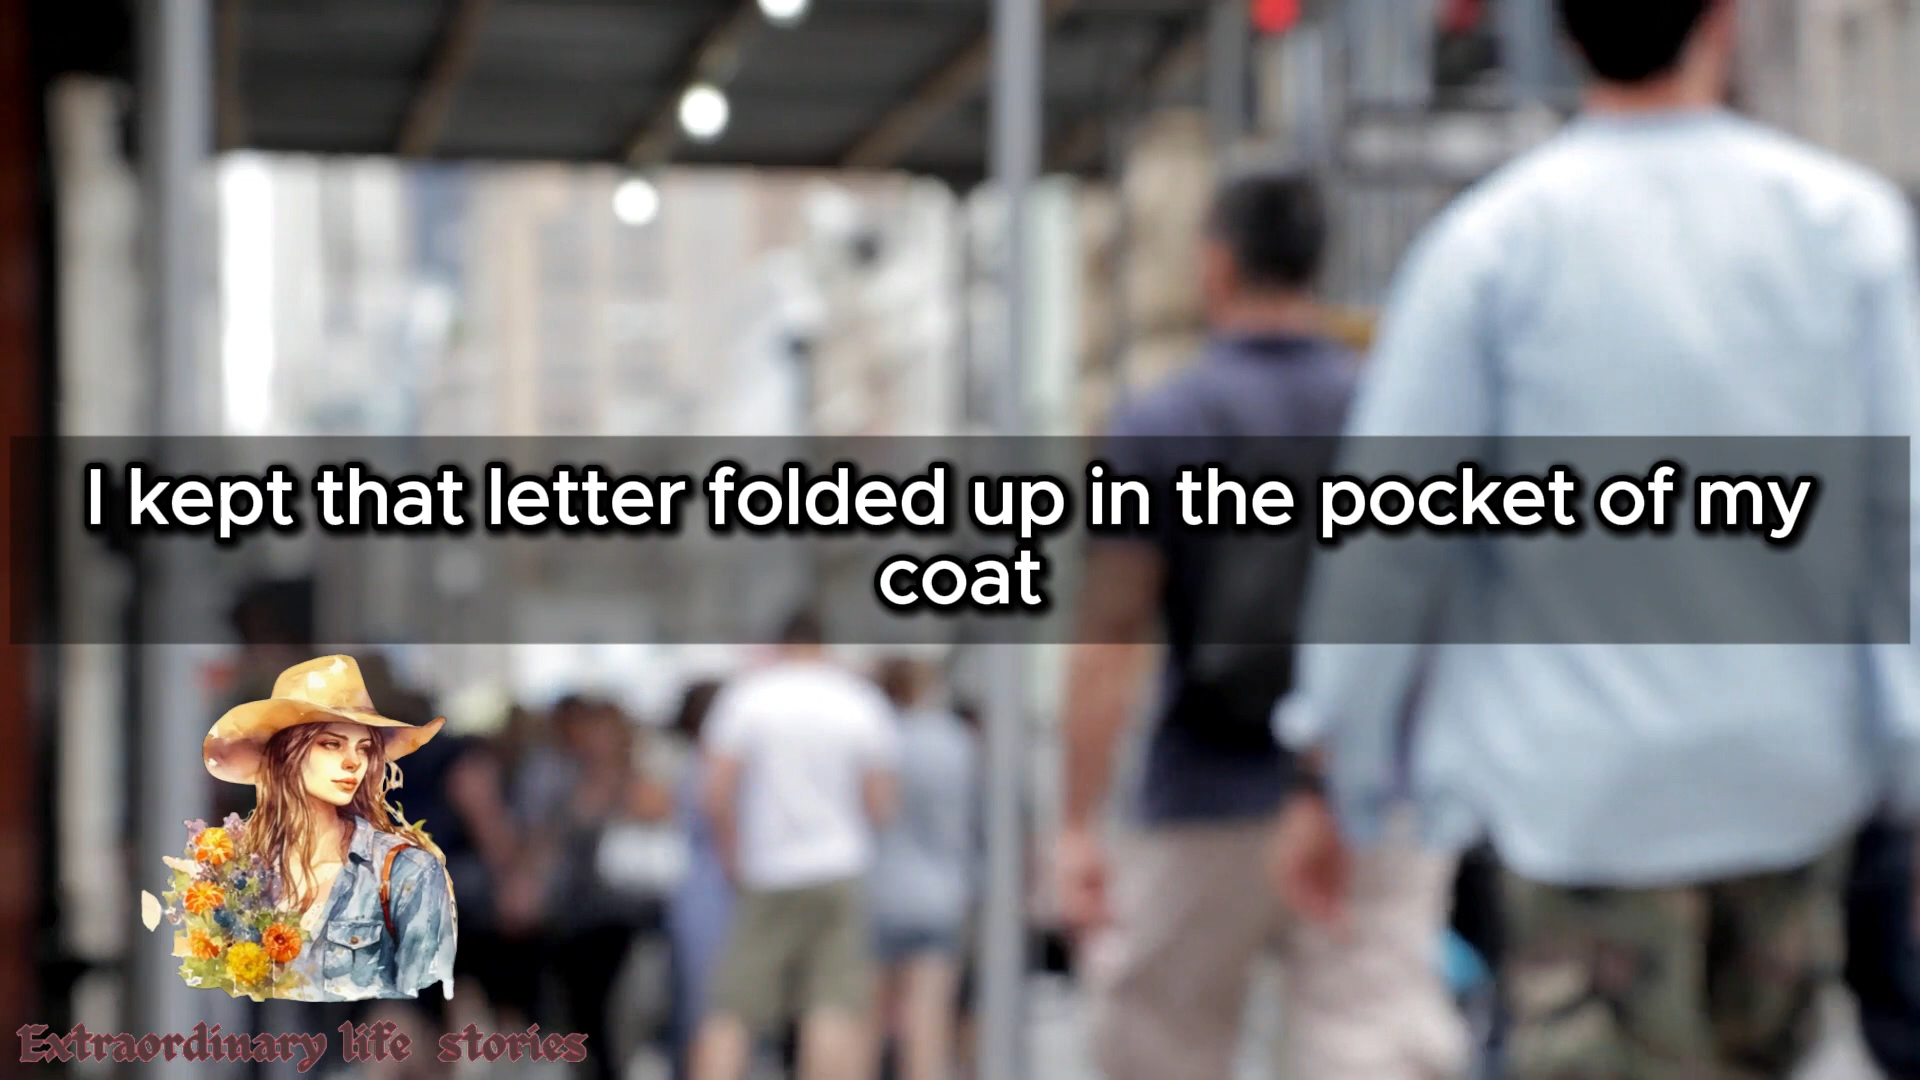 I kept that letter folded up in the pocket of my
coat
Extraordinary life stories